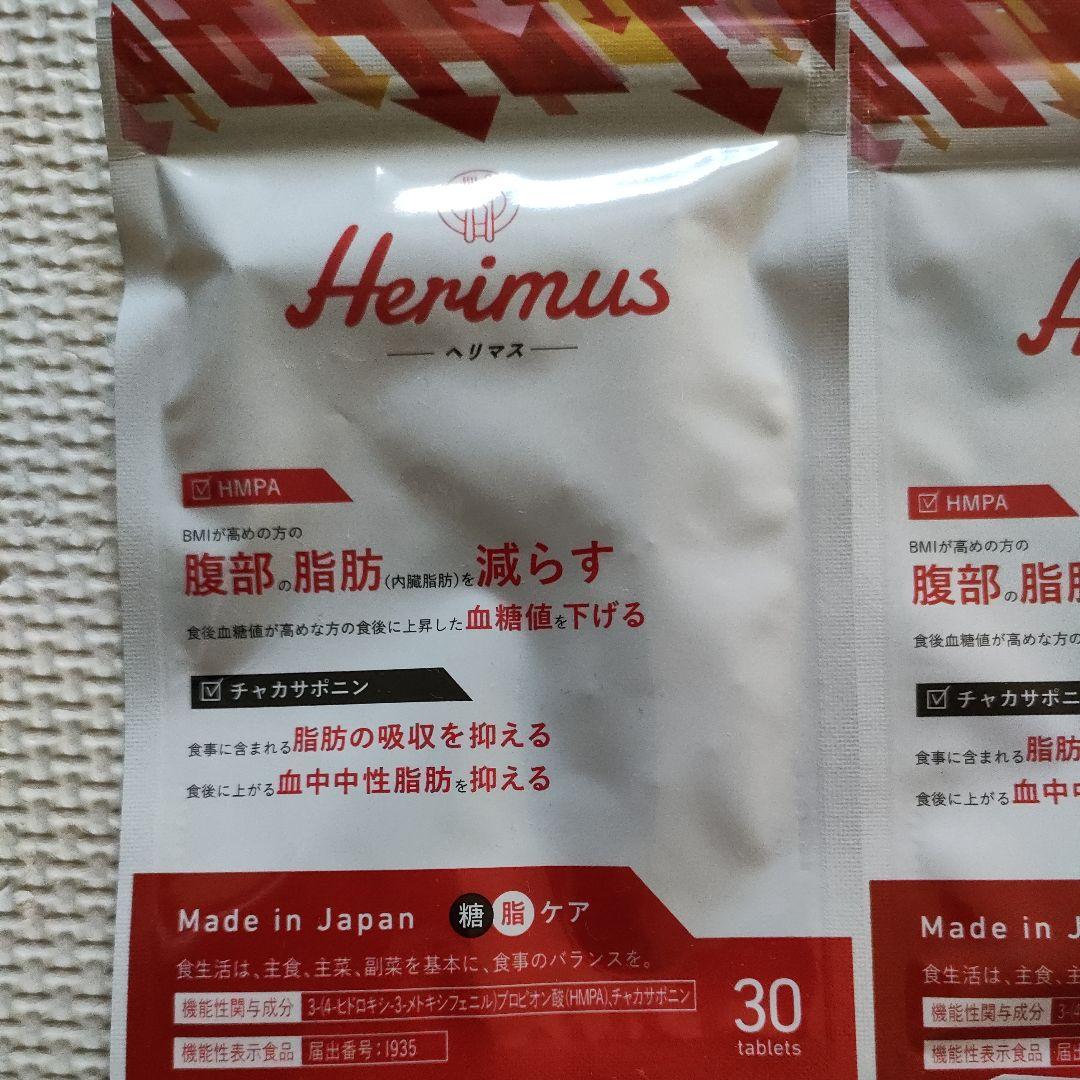 Herimus
ヘリマス
HMPA
BMIが高めの方の
腹部の脂肪(内臓脂肪)を減らす
食後血糖値が高めな方の食後に上昇した血糖値を下げる
チャカサポニン
食事に含まれる脂肪の吸収を抑える
食後に上がる血中中性脂肪を抑える
Made in Japan 糖脂ケア
食生活は、主食、主菜、副菜を基本に、食事のバランスを。
機能性関与成分 3-(4-ヒドロキシ-3-メトキシフェニル)プロピオン酸(HMPA)、チャカサポニン
機能性表示食品 届出番号:I935
30
tablets
HMPA
BMIが高めの方の
腹部の脂肪
食後血糖値が高めな方の
チャカサポニ
食事に含まれる脂肪
食後に上がる血中
Made in J
食生活は、主食、主
機能性関与成分 3-(4
機能性表示食品 届出